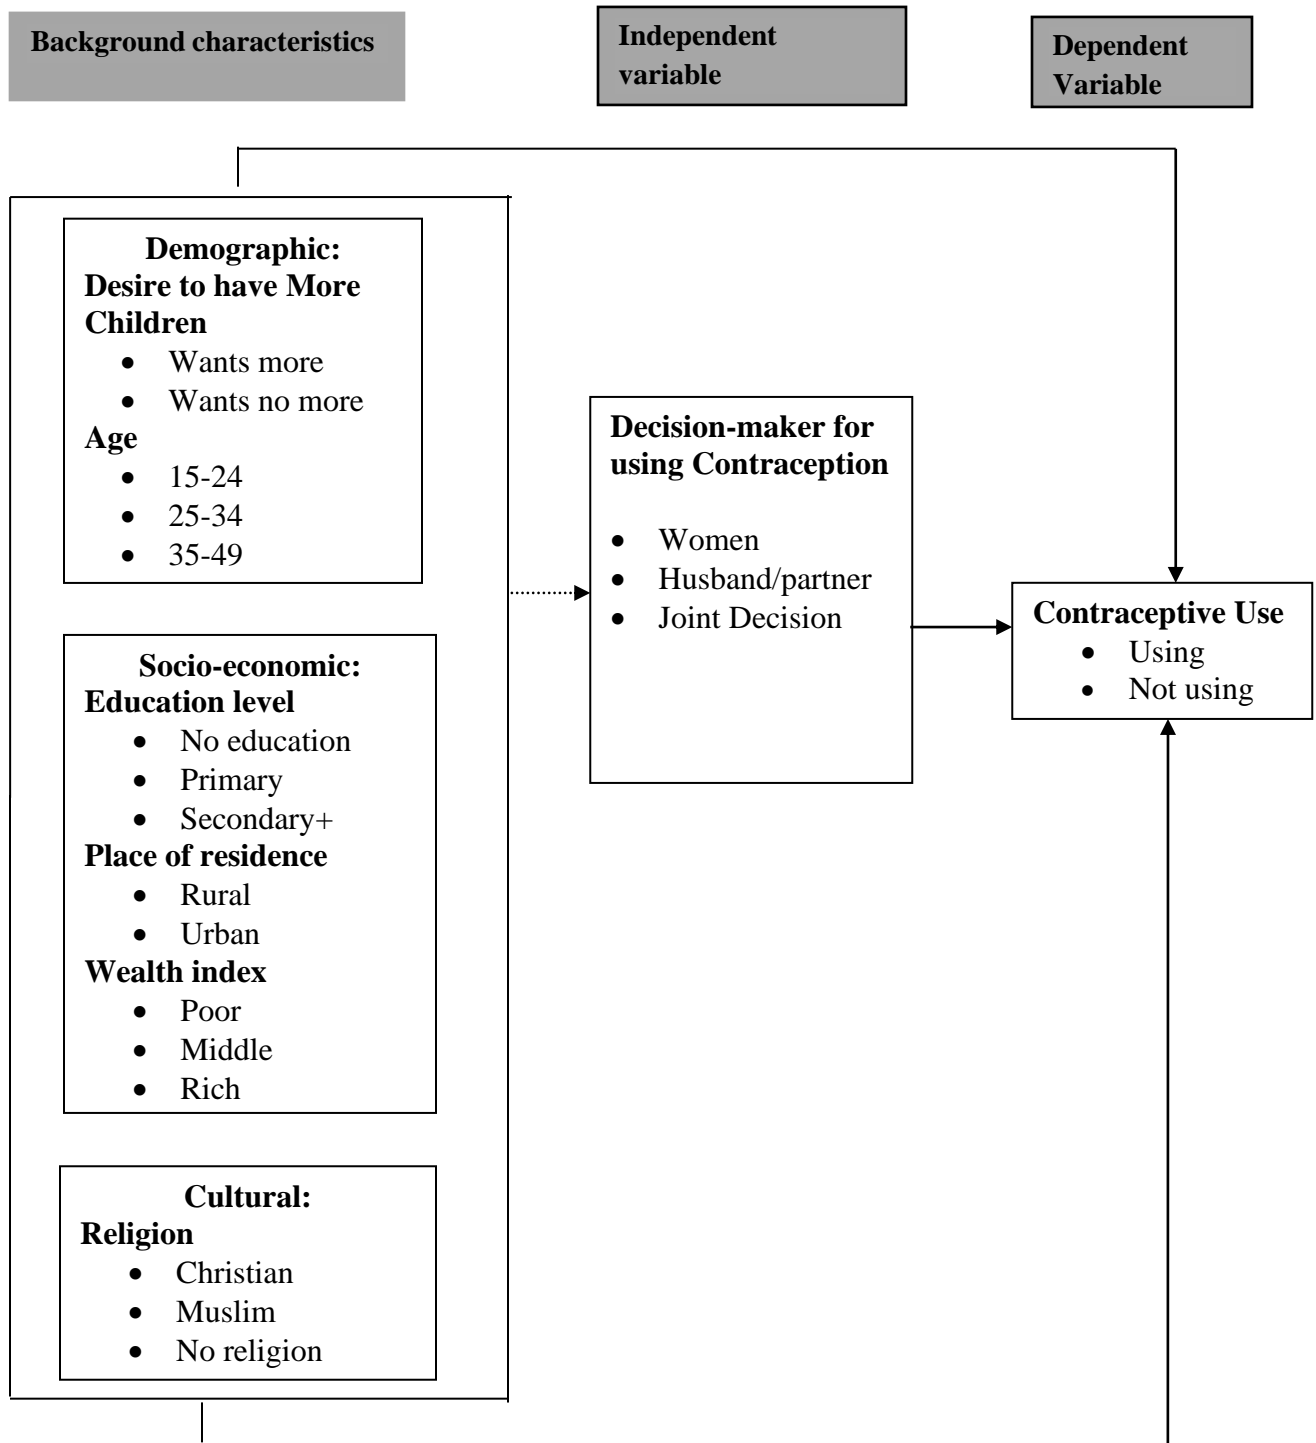 Background characteristics
Independent
variable
Dependent
Variable
Demographic:
Desire to have More
Children
• Wants more
• Wants no more
Age
• 15-24
• 25-34
• 35-49
Socio-economic:
Education level
• No education
• Primary
• Secondary+
Place of residence
• Rural
• Urban
Wealth index
• Poor
• Middle
• Rich
Cultural:
Religion
• Christian
• Muslim
• No religion
Decision-maker for
using Contraception
• Women
• Husband/partner
• Joint Decision
Contraceptive Use
• Using
• Not using